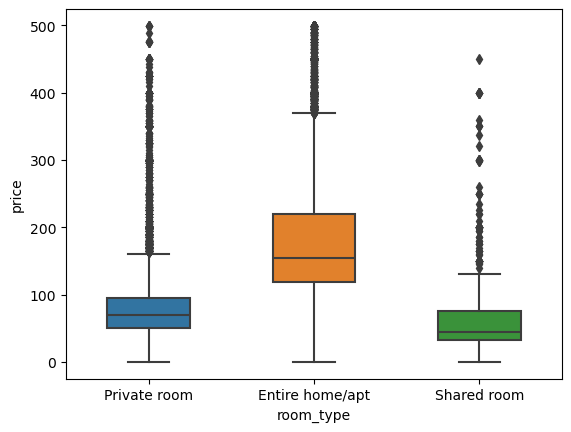 500
400
300
200
100
0
price
Private room
Entire home/apt
Shared room
room_type